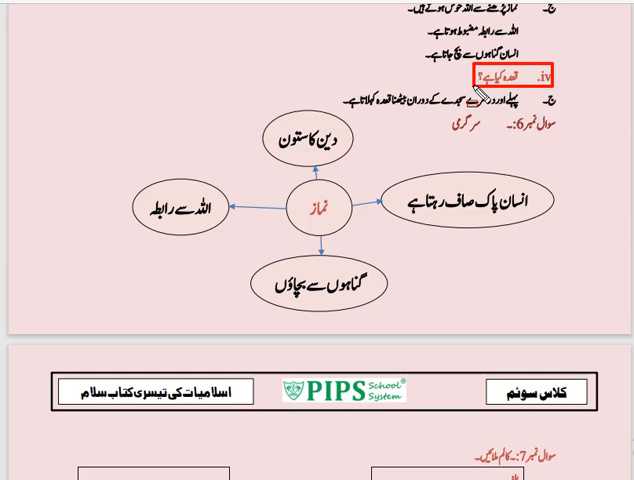 ج۔ نماز پڑھنے سے اللہ خوش ہوتے ہیں۔
اللہ سے رابطہ مضبوط ہوتا ہے۔
انسان گناہوں سے بچ جاتا ہے۔
iv. قعدہ کیا ہے؟
ج۔ پہلے اور دوسرے سجدے کے دوران بیٹھنا قعدہ کہلاتا ہے۔
سوال نمبر 6:۔ سرگرمی
دین کا ستون
انسان پاک صاف رہتا ہے
نماز
اللہ سے رابطہ
گناہوں سے بچاؤں
کلاس سوئم
PIPS School System®
اسلامیات کی تیسری کتاب سلام
سوال نمبر 7:۔ کالم ملائیں۔